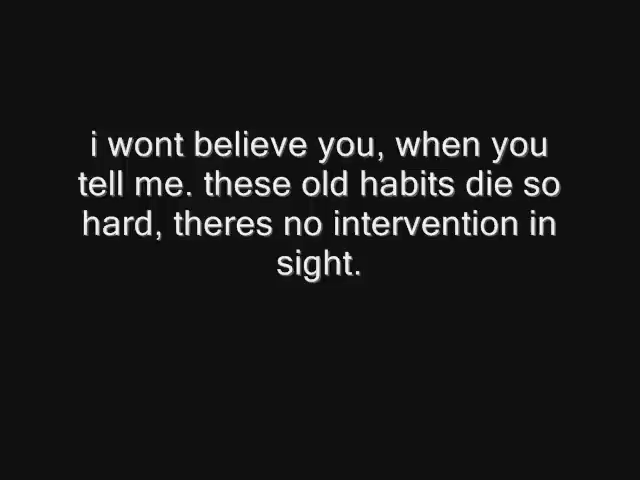 i wont believe you, when you
tell me. these old habits die so
hard, theres no intervention in
sight.